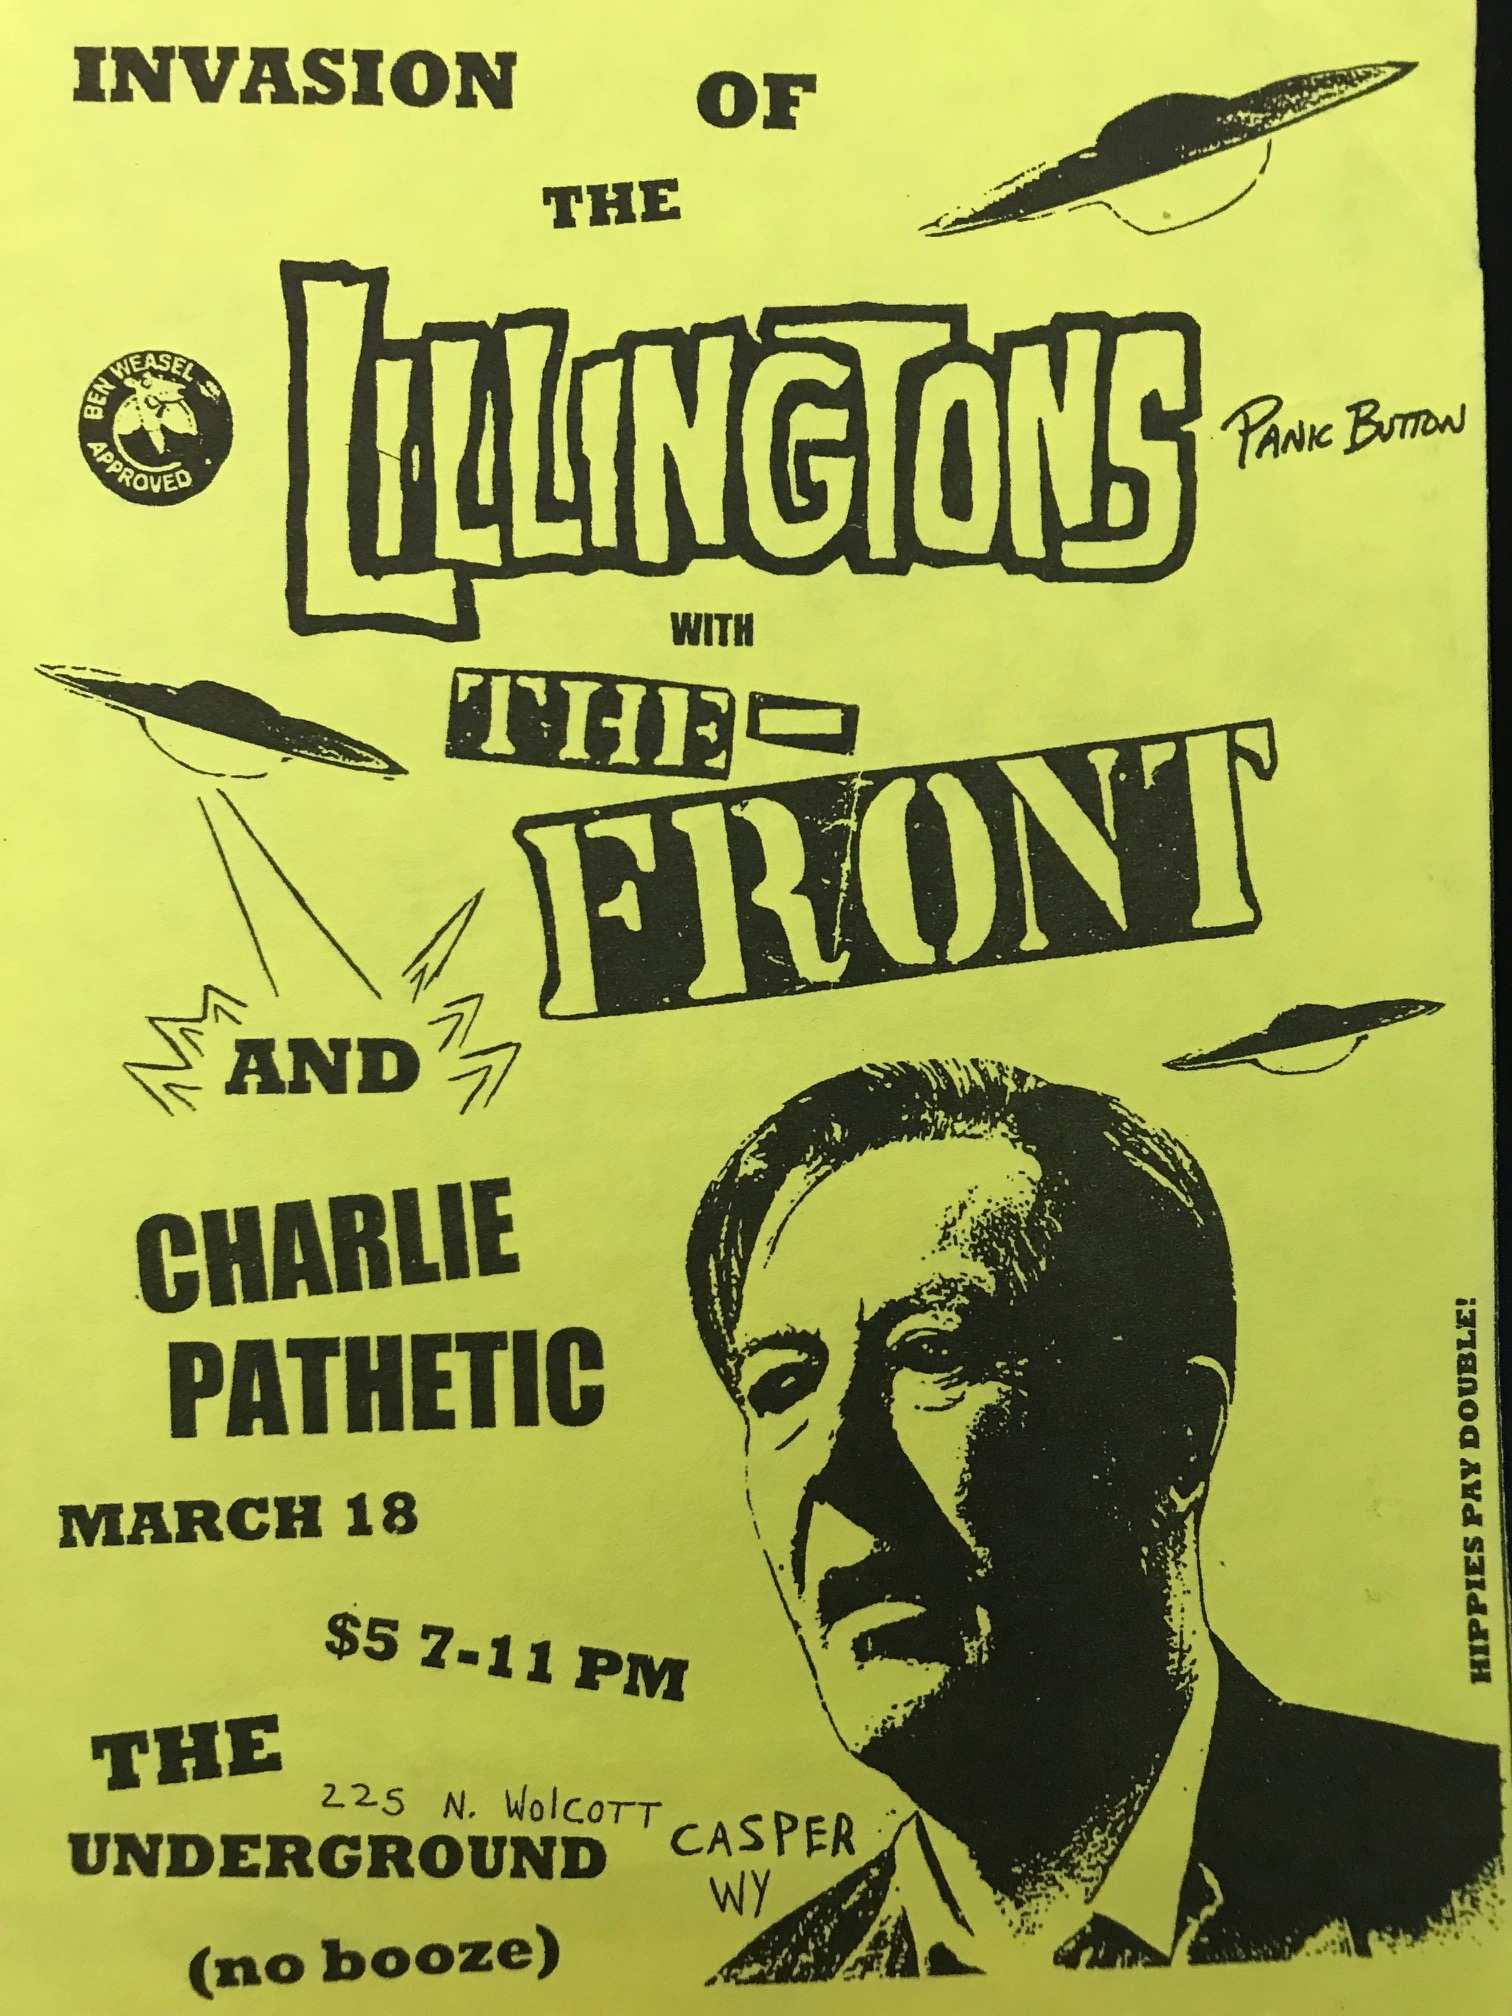 INVASION OF
THE
LILLINGTONS
BEN WEASEL
APPROVED
PANIC BUTTON
WITH
THE-
FRONT
AND
CHARLIE
PATHETIC
MARCH 18
$5 7-11 PM
THE
225 N. WOlCOTT
UNDERGROUND
CASPER
WY
(no booze)
HIPPIES PAY DOUBLE!